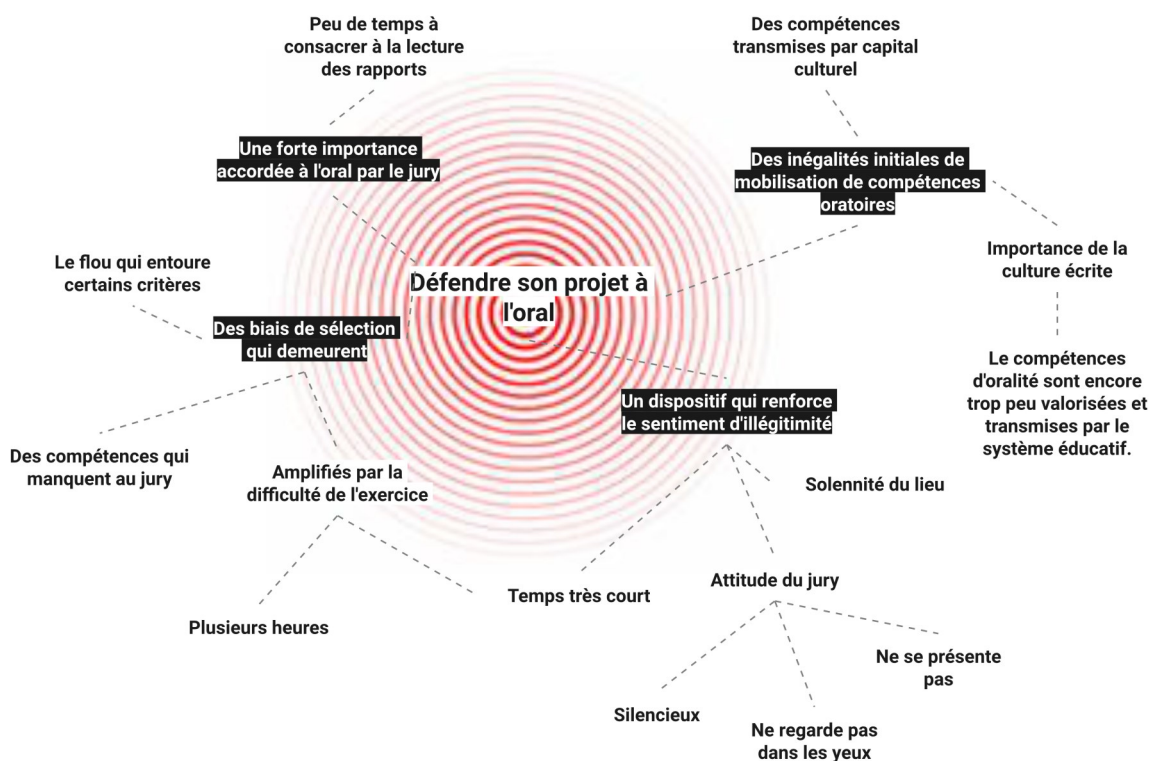 Peu de temps à
consacrer à la lecture
des rapports
Des compétences
transmises par capital
culturel
Une forte importance
accordée à l'oral par le jury
Des inégalités initiales de
mobilisation de compétences
oratoires
Le flou qui entoure
certains critères
Défendre son projet à
l'oral
Importance de la
culture écrite
Des biais de sélection
qui demeurent
Le compétences
d'oralité sont encore
trop peu valorisées et
transmises par le
système éducatif.
Un dispositif qui renforce
le sentiment d'illégitimité
Des compétences qui
manquent au jury
Amplifiés par la
difficulté de l'exercice
Solennité du lieu
Temps très court
Attitude du jury
Plusieurs heures
Ne se présente
pas
Silencieux
Ne regarde pas
dans les yeux